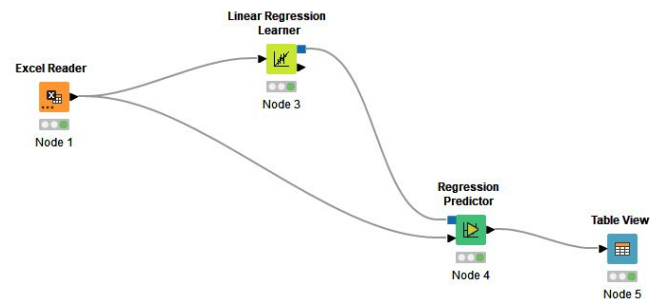 Linear Regression
Learner
Excel Reader
Node 3
Node 1
Regression
Predictor
Table View
Node 4
Node 5